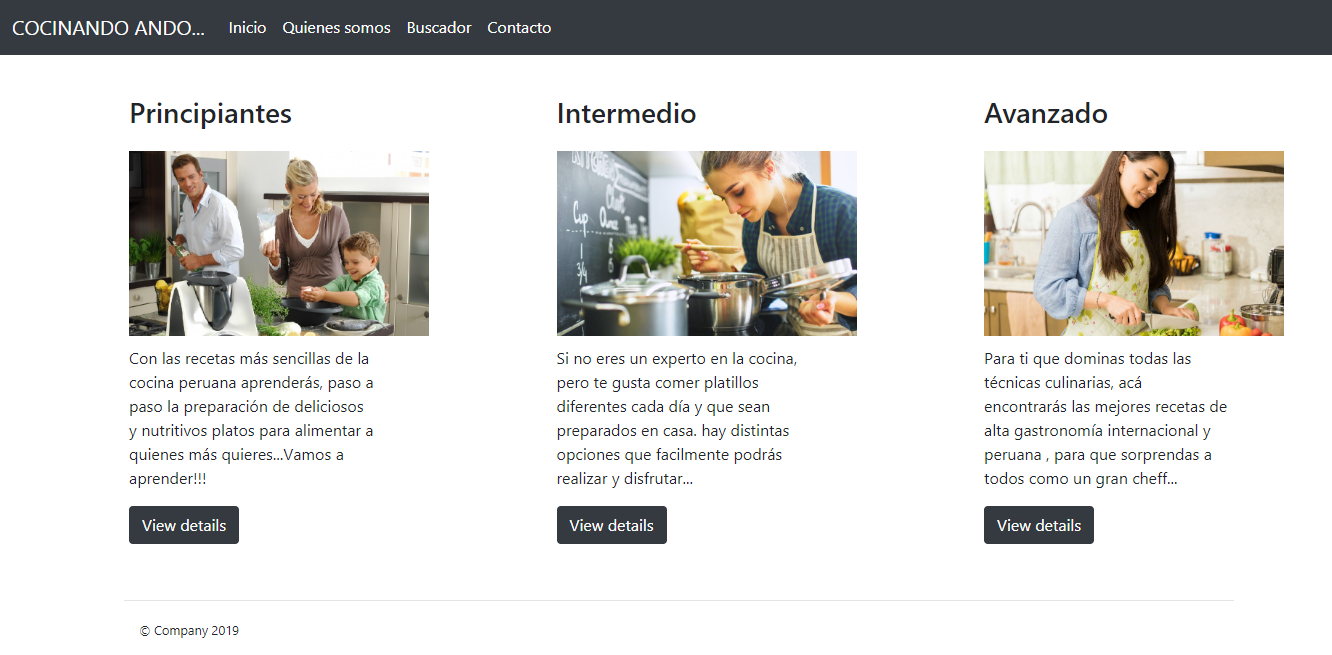 COCINANDO ANDO... Inicio Quienes somos Buscador Contacto
Principiantes
Con las recetas más sencillas de la
cocina peruana aprenderás, paso a
paso la preparación de deliciosos
y nutritivos platos para alimentar a
quienes más quieres...Vamos a
aprender!!!
View details
Intermedio
Cup
Ounce
1/4
Si no eres un experto en la cocina,
pero te gusta comer platillos
diferentes cada día y que sean
preparados en casa. hay distintas
opciones que facilmente podrás
realizar y disfrutar...
View details
Avanzado
Para ti que dominas todas las
técnicas culinarias, acá
encontrarás las mejores recetas de
alta gastronomía internacional y
peruana , para que sorprendas a
todos como un gran cheff...
View details
© Company 2019